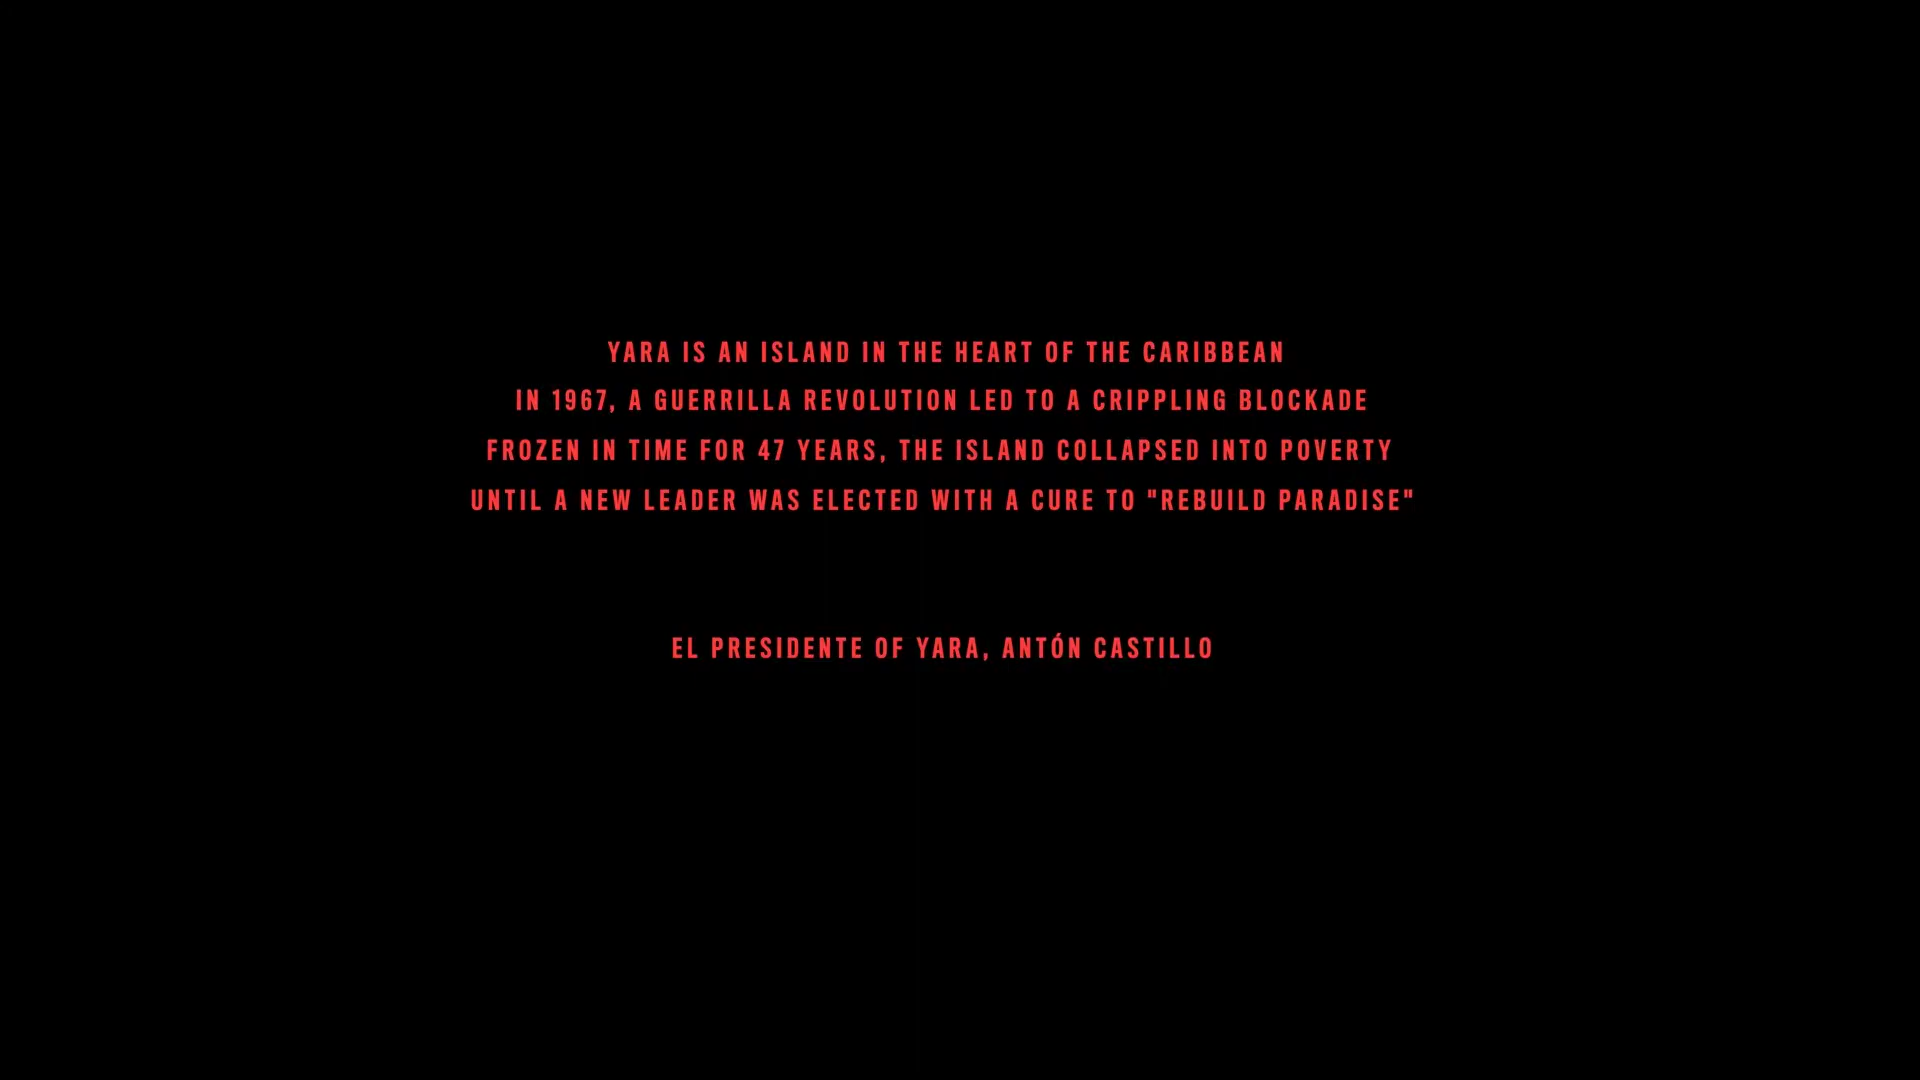 YARA IS AN ISLAND IN THE HEART OF THE CARIBBEAN
IN 1967, A GUERRILLA REVOLUTION LED TO A CRIPPLING BLOCKADE
FROZEN IN TIME FOR 47 YEARS, THE ISLAND COLLAPSED INTO POVERTY
UNTIL A NEW LEADER WAS ELECTED WITH A CURE TO "REBUILD PARADISE"
EL PRESIDENTE OF YARA, ANTÓN CASTILLO